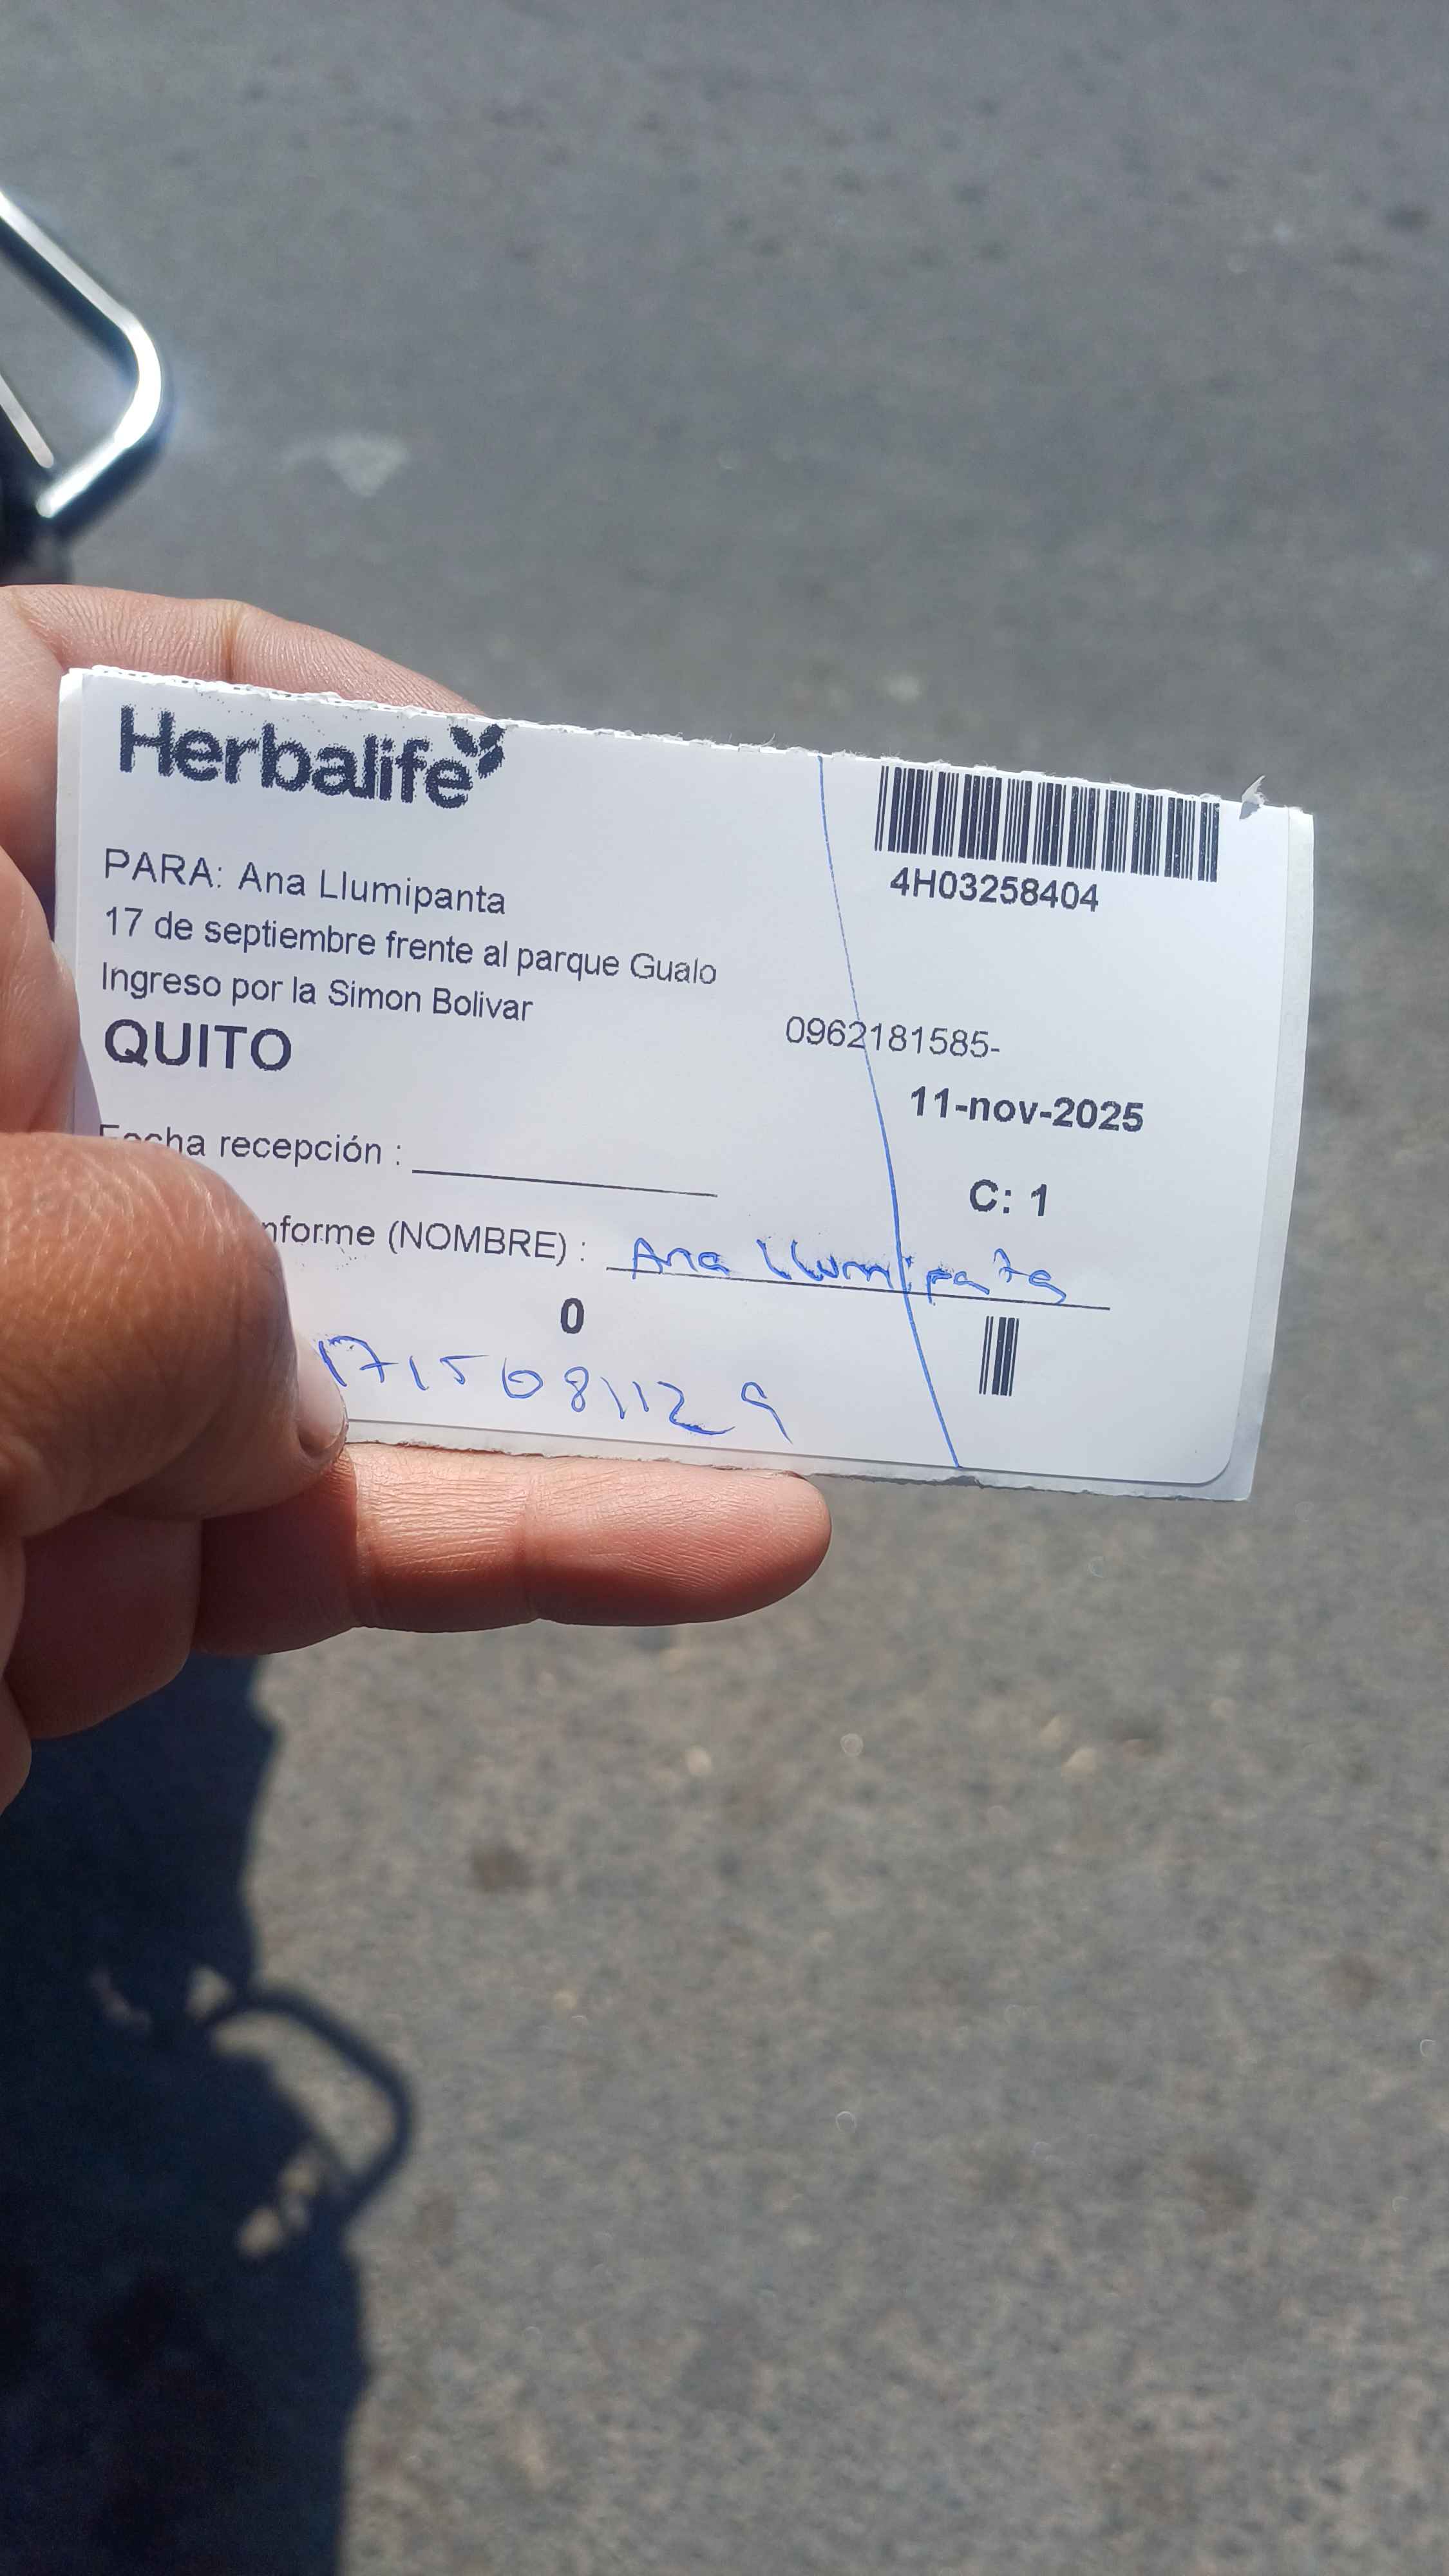 Herbalife
4H03258404
PARA: Ana Llumipanta
17 de septiembre frente al parque Gualo
Ingreso por la Simon Bolivar
QUITO
0962181585-
11-nov-2025
Fecha recepción :
C: 1
nforme (NOMBRE) : Ana Llumipata
0
1715081129